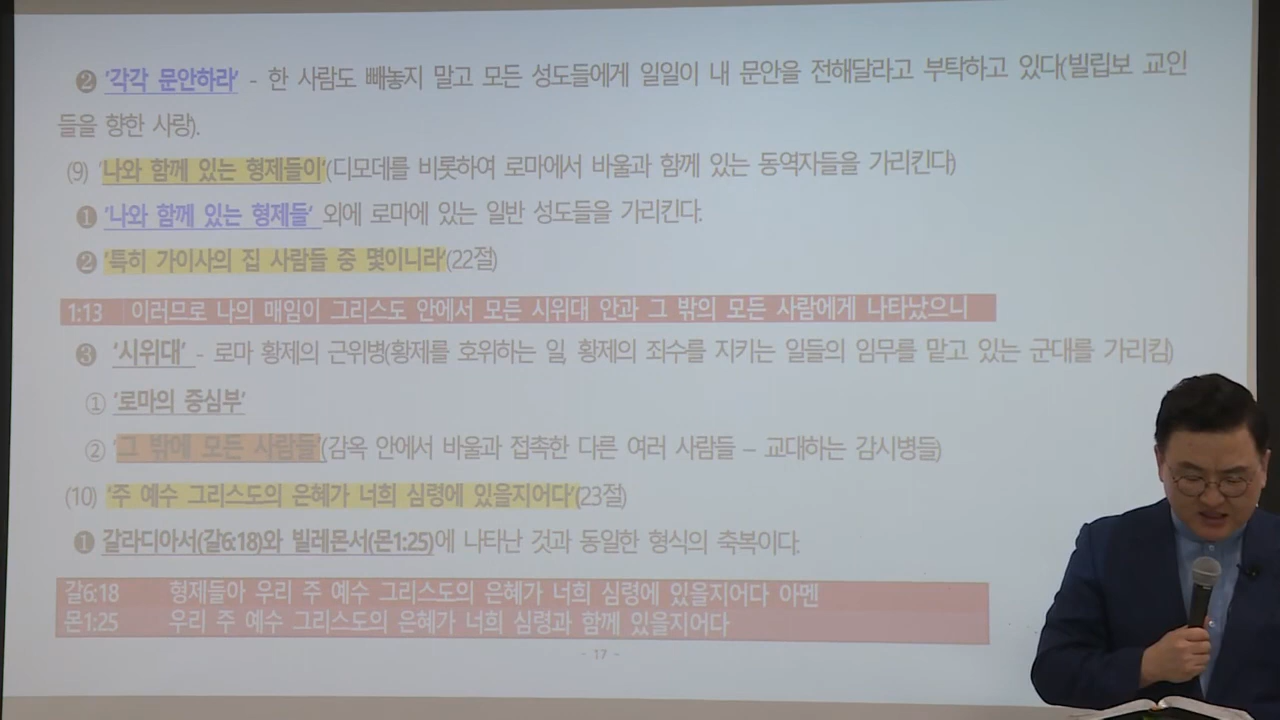 ❷ '각각 문안하라' - 한 사람도 빼놓지 말고 모든 성도들에게 일일이 내 문안을 전해달라고 부탁하고 있다(빌립보 교인
들을 향한 사랑).
(9) '나와 함께 있는 형제들이'(디모데를 비롯하여 로마에서 바울과 함께 있는 동역자들을 가리킨다)
❶ '나와 함께 있는 형제들' 외에 로마에 있는 일반 성도들을 가리킨다.
❷ '특히 가이사의 집 사람들 중 몇이니라'(22절)
1:13 이러므로 나의 매임이 그리스도 안에서 모든 시위대 안과 그 밖의 모든 사람에게 나타났으니
❸ '시위대' - 로마 황제의 근위병(황제를 호위하는 일, 황제의 죄수를 지키는 일들의 임무를 맡고 있는 군대를 가리킴)
① '로마의 중심부'
② '그 밖에 모든 사람들'(감옥 안에서 바울과 접촉한 다른 여러 사람들 – 교대하는 감시병들)
(10) '주 예수 그리스도의 은혜가 너희 심령에 있을지어다'(23절)
❶ 갈라디아서(갈6:18)와 빌레몬서(몬1:25)에 나타난 것과 동일한 형식의 축복이다.
갈6:18 형제들아 우리 주 예수 그리스도의 은혜가 너희 심령에 있을지어다 아멘
몬1:25 우리 주 예수 그리스도의 은혜가 너희 심령과 함께 있을지어다
- 17 -